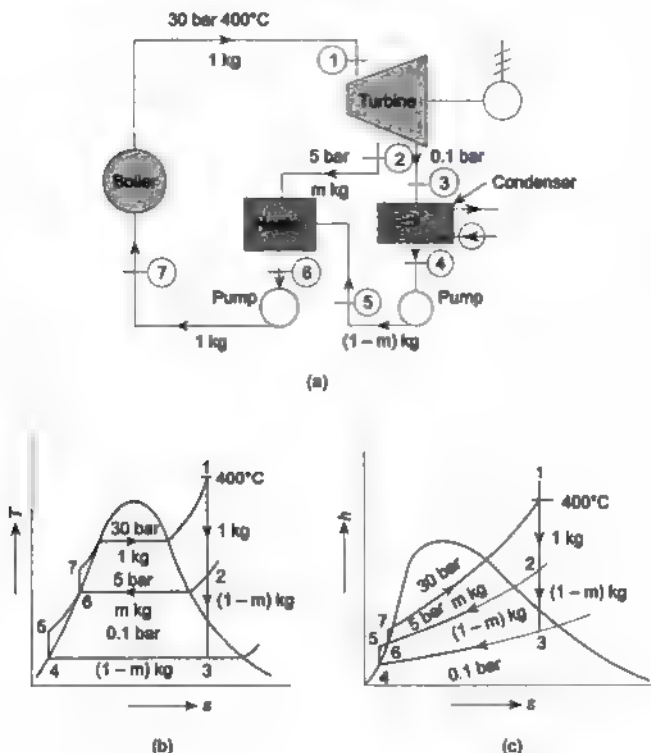 30 bar 400°C
1 kg
1
Turbine
5 bar
m kg
2
0.1 bar
3
Condenser
Boiler
7
6
5
4
Pump
Pump
1 kg
(1 – m) kg
(a)
T
1
400°C
30 bar
1 kg
1 kg
7
5 bar
2
6
m kg
(1–m) kg
5
0.1 bar
4
(1–m) kg
3
s
(b)
h
1
400°C
1 kg
2
30 bar
(1–m) kg
7
5 bar m kg
5
(1–m) kg
6
3
4
0.1 bar
s
(c)